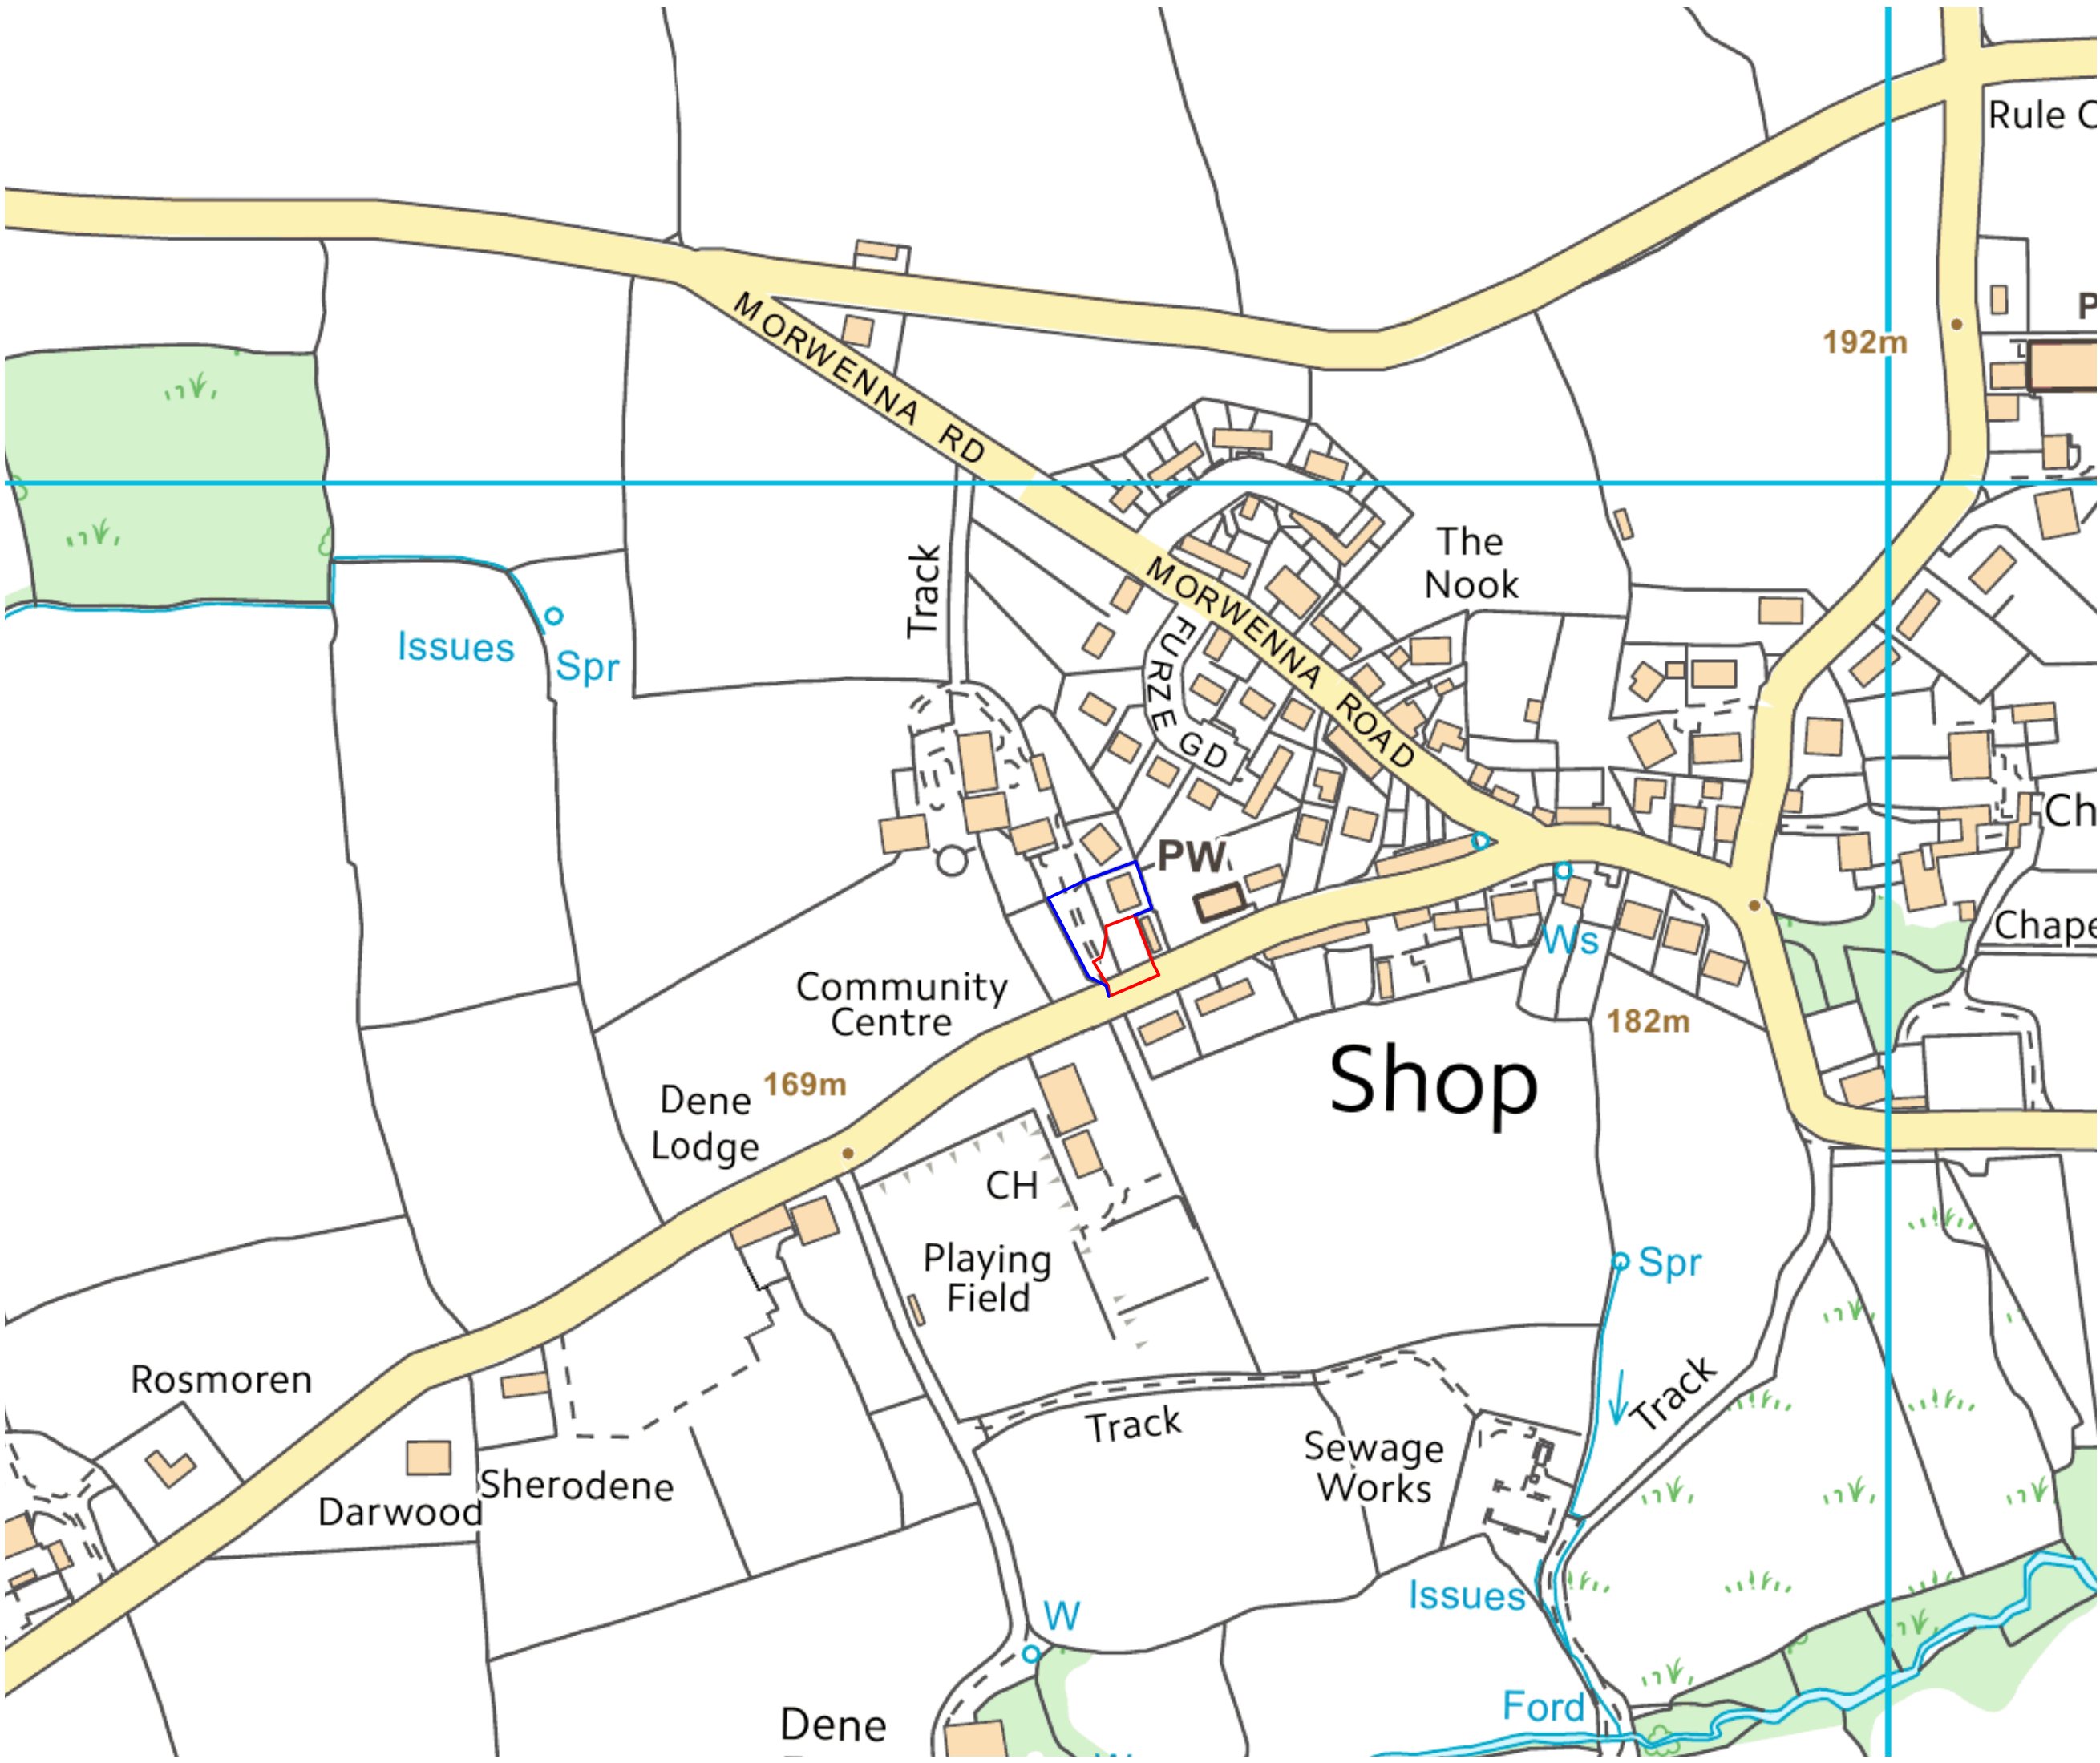 Rule C
MORWENNA RD
192m
P
The
Nook
Track
MORWENNA ROAD
Issues
Spr
FURZE GD
PW
Ch
Chape
Ws
Community
Centre
182m
Shop
Dene
Lodge
169m
CH
Playing
Field
Spr
Rosmoren
Track
Track
Sewage
Works
Darwood
Sherodene
Issues
W
Ford
Dene